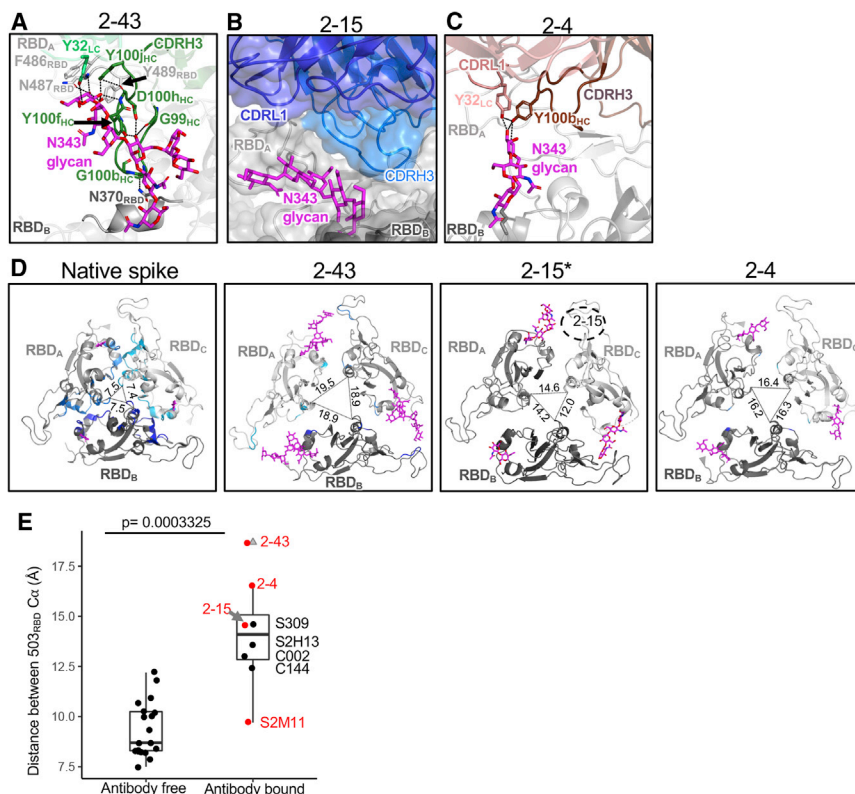 A 2-43
RBDA Y32LC Y100jHC CDRH3
F486RBD Y489RBD
N487RBD D100hHC
Y100fHC G99HC
N343
glycan
G100bHC
N370RBD
RBDB
B 2-15
CDRL1
RBDA
CDRH3
N343
glycan
RBDB
C 2-4
CDRL1
Y32LC CDRH3
Y100bHC
RBDA
N343
glycan
RBDB
D Native spike 2-43 2-15* 2-4
RBDA RBDC
7.5 7.4
7.5
RBDB
RBDA RBDC
19.5
18.9 18.9
RBDB
2-15
RBDA RBDC
14.6
14.2 12.0
RBDB
RBDA RBDC
16.4
16.2 16.3
RBDB
E
p= 0.0003325
Distance between 503RBD Cα (Å)
17.5
15.0
12.5
10.0
7.5
2-43
2-4
2-15
S309
S2H13
C002
C144
S2M11
Antibody free Antibody bound